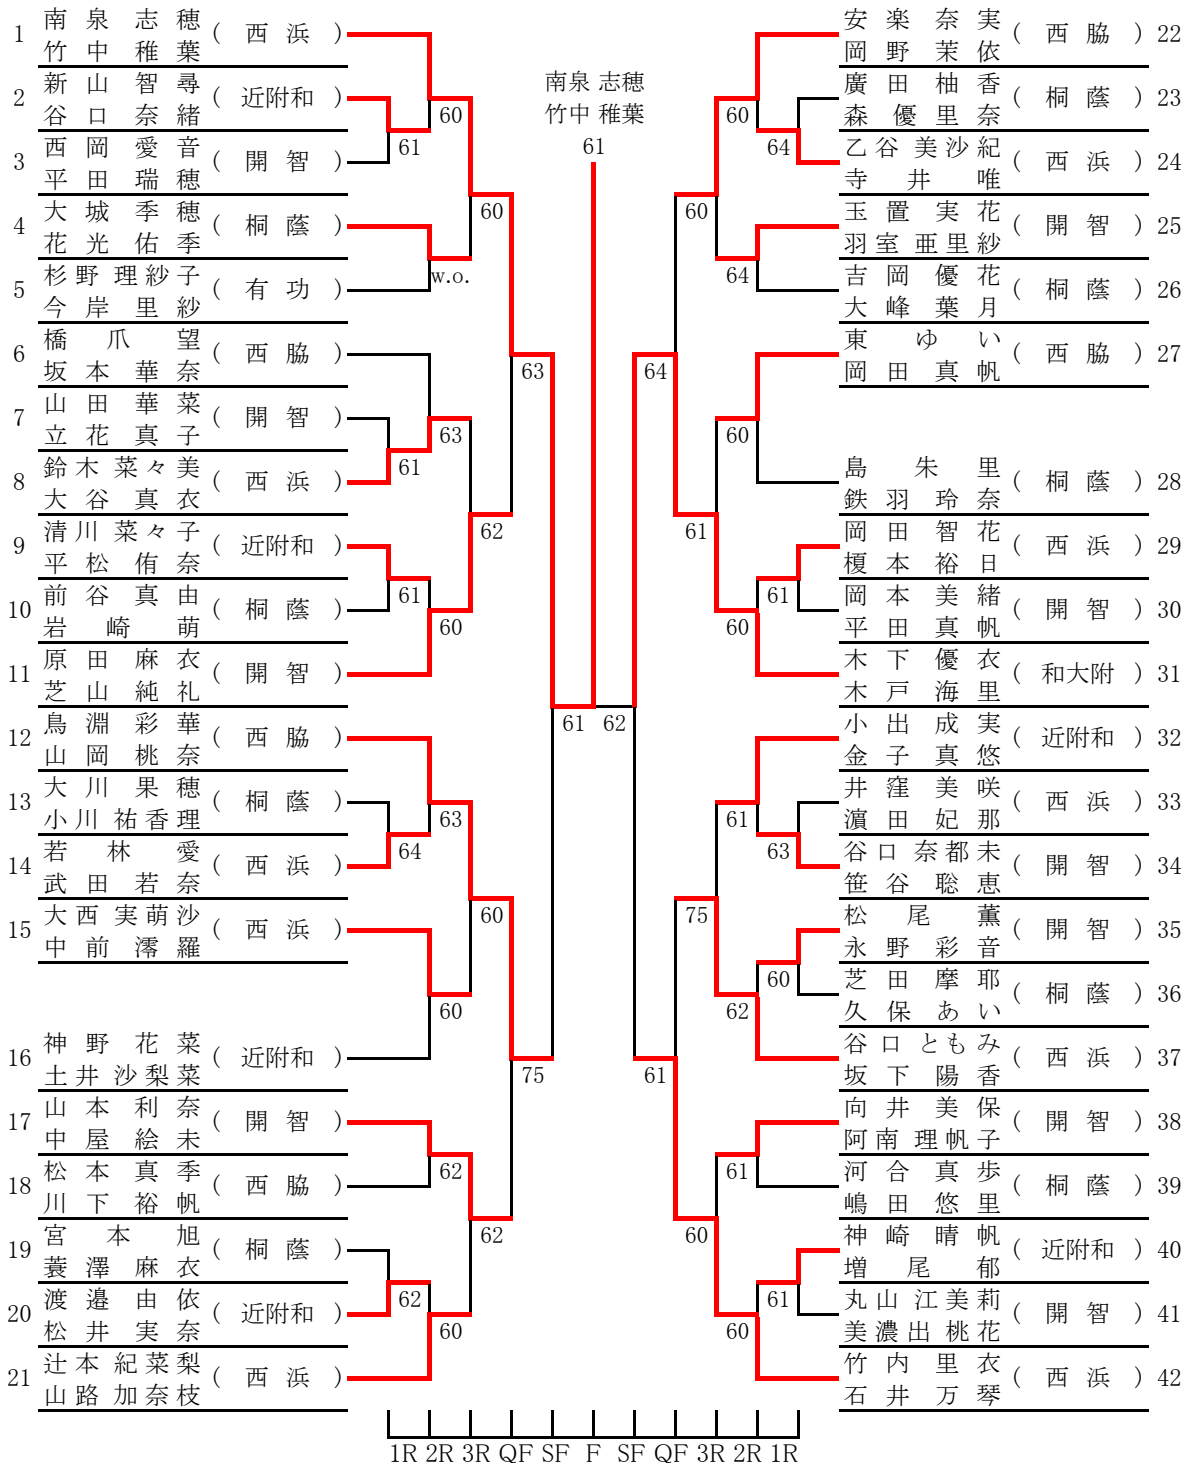 南泉 志穂
竹中 稚葉
61
1 南泉志穂 竹中稚葉 (西浜)
2 新山智尋 谷口奈緒 (近附和)
3 西岡愛音 平田瑞穂 (開智)
4 大城季穂 花光佑季 (桐蔭)
5 杉野理紗子 今岸里紗 (有功)
6 橋爪望 坂本華奈 (西脇)
7 山田華菜 立花真子 (開智)
8 鈴木菜々美 大谷真衣 (西浜)
9 清川菜々子 平松侑奈 (近附和)
10 前谷真由 岩崎萌 (桐蔭)
11 原田麻衣 芝山純礼 (開智)
12 鳥淵彩華 山岡桃奈 (西脇)
13 大川果穂 小川祐香理 (桐蔭)
14 若林愛 武田若奈 (西浜)
15 大西実萌沙 中前澪羅 (西浜)
16 神野花菜 土井沙梨菜 (近附和)
17 山本利奈 中屋絵未 (開智)
18 松本真季 川下裕帆 (西脇)
19 宮本旭 蓑澤麻衣 (桐蔭)
20 渡邉由依 松井実奈 (近附和)
21 辻本紀菜梨 山路加奈枝 (西浜)
61
61
61
64
62
60
w.o.
63
60
63
60
62
60
60
62
60
62
63
75
61
62
64
61
60
61
75
60
60
64
60
60
61
62
61
60
64
61
63
60
61
安楽奈実 岡野茉依 (西脇) 22
廣田柚香 森優里奈 (桐蔭) 23
乙谷美沙紀 寺井唯 (西浜) 24
玉置実花 羽室亜里紗 (開智) 25
吉岡優花 大峰葉月 (桐蔭) 26
東ゆい 岡田真帆 (西脇) 27
島朱里 鉄羽玲奈 (桐蔭) 28
岡田智花 榎本裕日 (西浜) 29
岡本美緒 平田真帆 (開智) 30
木下優衣 木戸海里 (和大附) 31
小出成実 金子真悠 (近附和) 32
井窪美咲 濵田妃那 (西浜) 33
谷口奈都未 笹谷聡恵 (開智) 34
松尾薫 永野彩音 (開智) 35
芝田摩耶 久保あい (桐蔭) 36
谷口ともみ 坂下陽香 (西浜) 37
向井美保 阿南理帆子 (開智) 38
河合真歩 嶋田悠里 (桐蔭) 39
神崎晴帆 増尾郁 (近附和) 40
丸山江美莉 美濃出桃花 (開智) 41
竹内里衣 石井万琴 (西浜) 42
1R 2R 3R QF SF F SF QF 3R 2R 1R